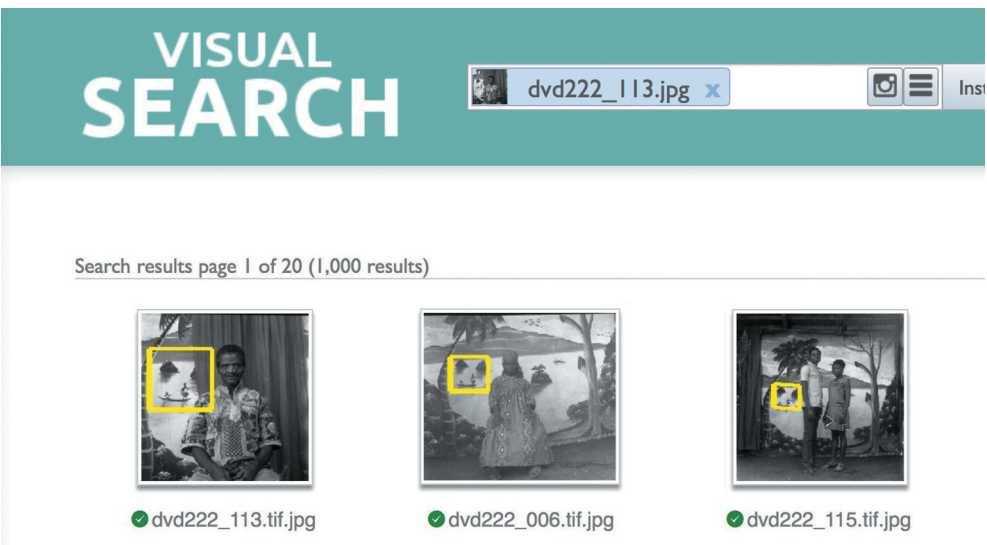 VISUAL
SEARCH
dvd222_113.jpg x
Search results page 1 of 20 (1,000 results)
dvd222_113.tif.jpg
dvd222_006.tif.jpg
dvd222_115.tif.jpg